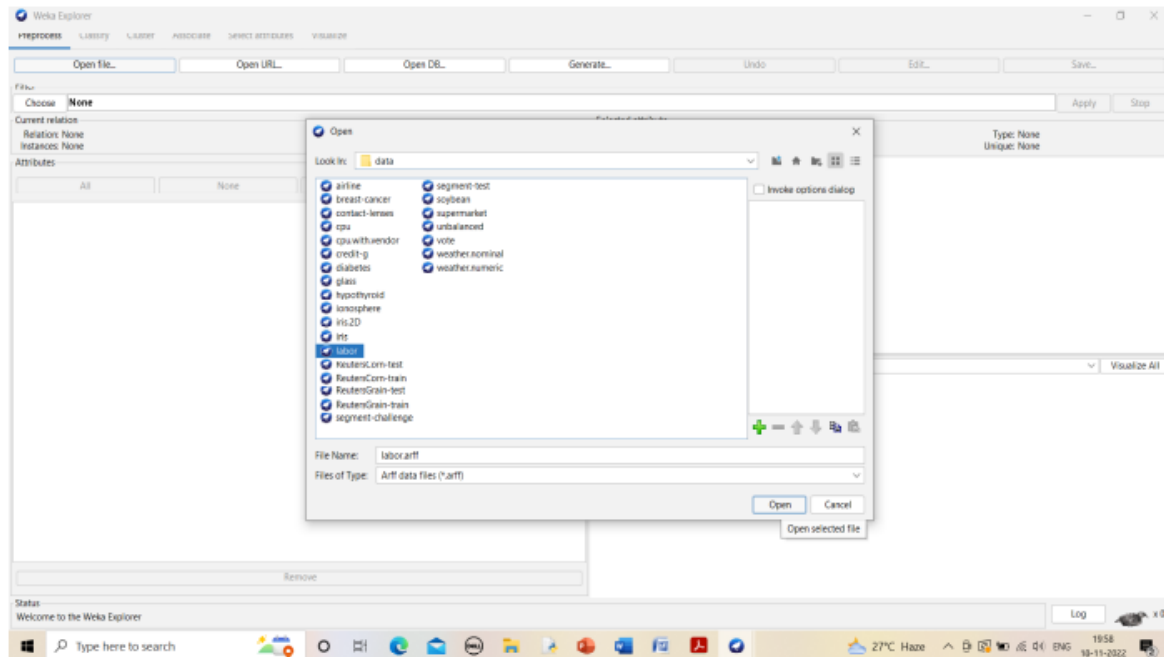 Weka Explorer
Preprocess Classify Cluster Associate Select attributes Visualize
Open file... Open URL... Open DB... Generate... Undo Edit... Save...
Filter
Choose None Apply Stop
Current relation Selected attribute
Relation: None Type: None
Instances: None Unique: None
Attributes
All None
Open
Look In: data
Invoke options dialog
airline segment-test
breast-cancer soybean
contact-lenses supermarket
cpu unbalanced
cpu.with.vendor vote
credit-g weather.nominal
diabetes weather.numeric
glass
hypothyroid
ionosphere
iris.2D
iris
labor
ReutersCorn-test
ReutersCorn-train
ReutersGrain-test
ReutersGrain-train
segment-challenge
Visualize All
File Name: labor.arff
Files of Type: Arff data files (*.arff)
Open Cancel
Open selected file
Remove
Status
Welcome to the Weka Explorer
Log x 0
Type here to search
27°C Haze ENG
19:58
10-11-2022